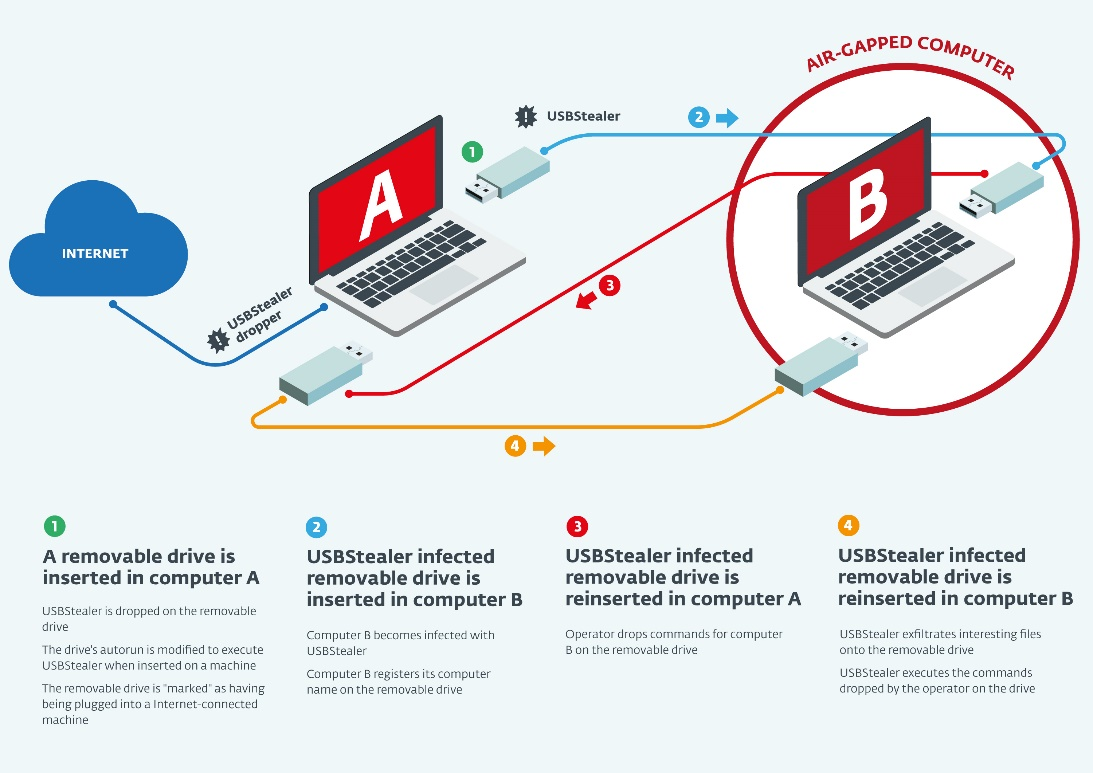 AIR-GAPPED COMPUTER
! USBStealer
2
1
A
B
INTERNET
3
! USBStealer
dropper
4
1
A removable drive is
inserted in computer A
USBStealer is dropped on the removable
drive
The drive's autorun is modified to execute
USBStealer when inserted on a machine
The removable drive is "marked" as having
being plugged into a Internet-connected
machine
2
USBStealer infected
removable drive is
inserted in computer B
Computer B becomes infected with
USBStealer
Computer B registers its computer
name on the removable drive
3
USBStealer infected
removable drive is
reinserted in computer A
Operator drops commands for computer
B on the removable drive
4
USBStealer infected
removable drive is
reinserted in computer B
USBStealer exfiltrates interesting files
onto the removable drive
USBStealer executes the commands
dropped by the operator on the drive